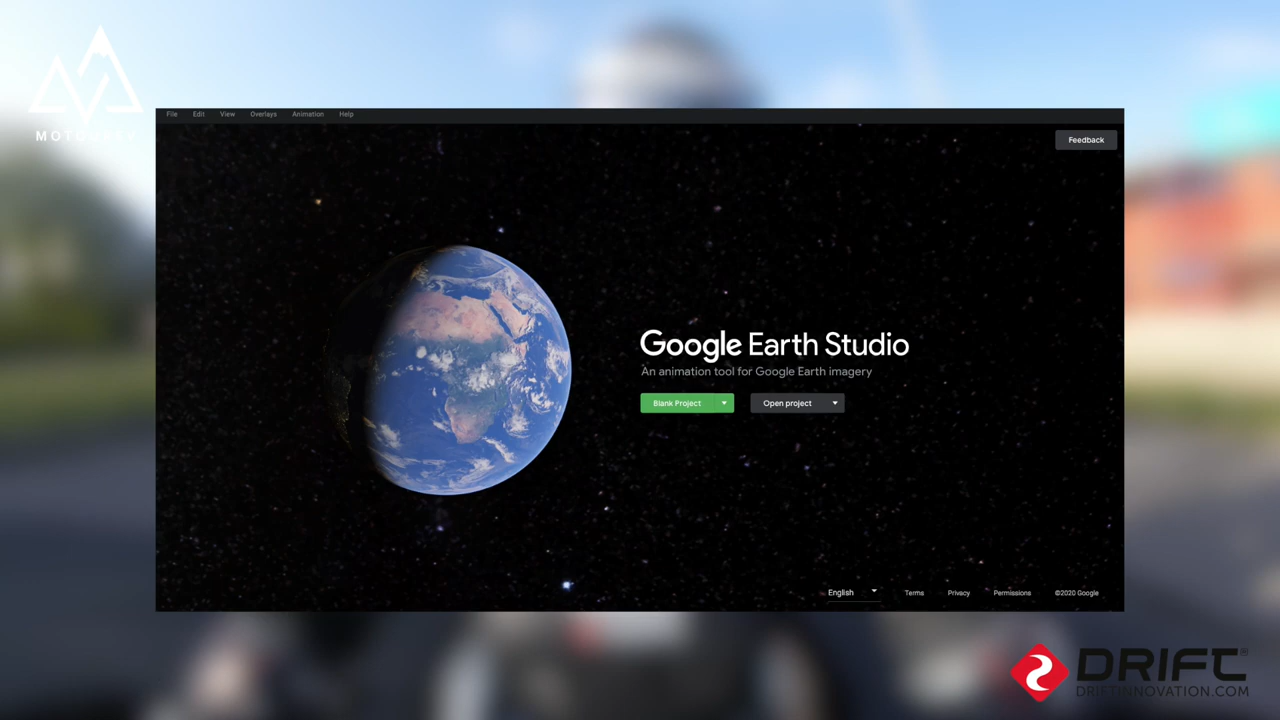 File Edit View Overlays Animation Help
Feedback
Google Earth Studio
An animation tool for Google Earth imagery
Blank Project Open project
English Terms Privacy Permissions ©2020 Google
DRIFT®
DRIFTINNOVATION.COM